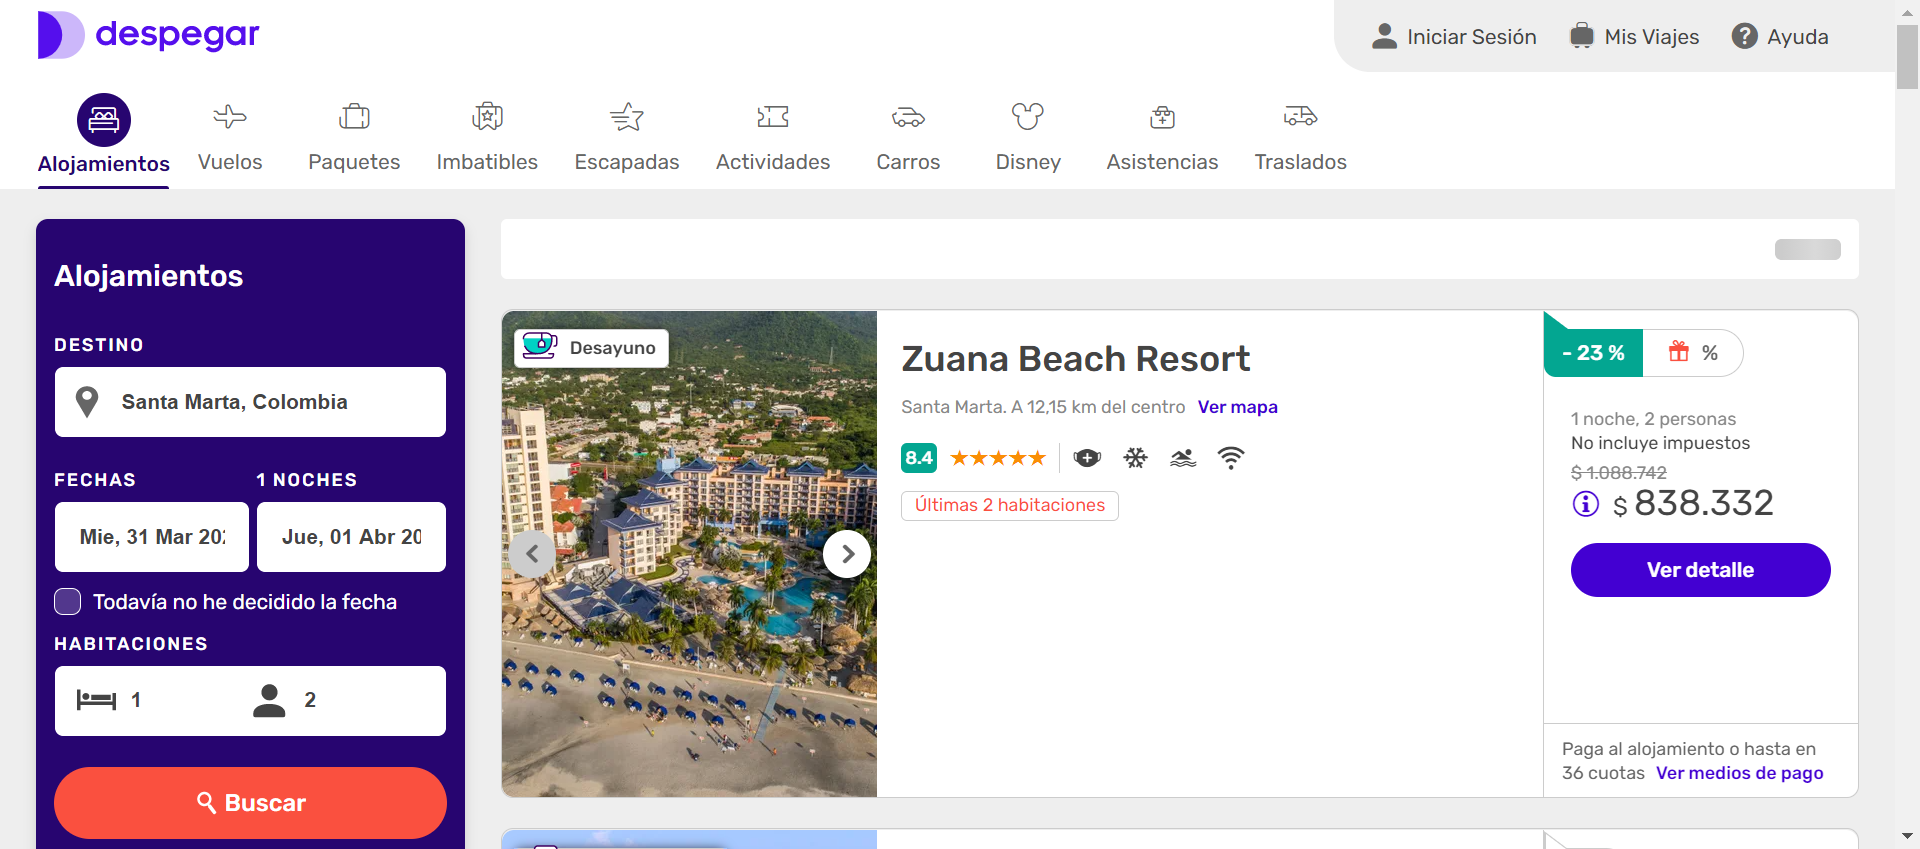 despegar
Iniciar Sesión
Mis Viajes
Ayuda
Alojamientos
Vuelos
Paquetes
Imbatibles
Escapadas
Actividades
Carros
Disney
Asistencias
Traslados
Alojamientos
DESTINO
Santa Marta, Colombia
FECHAS
1 NOCHES
Mie, 31 Mar 202
Jue, 01 Abr 20
Todavía no he decidido la fecha
HABITACIONES
1
2
Buscar
Desayuno
Zuana Beach Resort
Santa Marta. A 12,15 km del centro Ver mapa
8.4
Últimas 2 habitaciones
- 23 %
%
1 noche, 2 personas
No incluye impuestos
$ 1.088.742
$ 838.332
Ver detalle
Paga al alojamiento o hasta en
36 cuotas Ver medios de pago